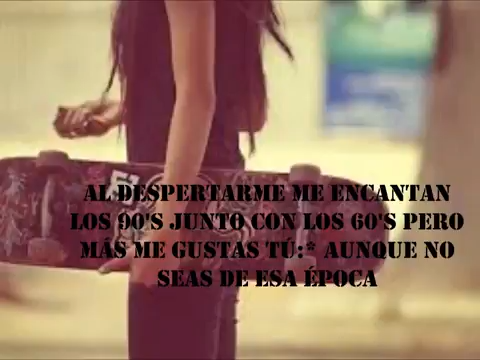 AL DESPERTARME ME ENCANTAN
LOS 90'S JUNTO CON LOS 60'S PERO
MÁS ME GUSTAS TÚ:* AUNQUE NO
SEAS DE ESA ÉPOCA